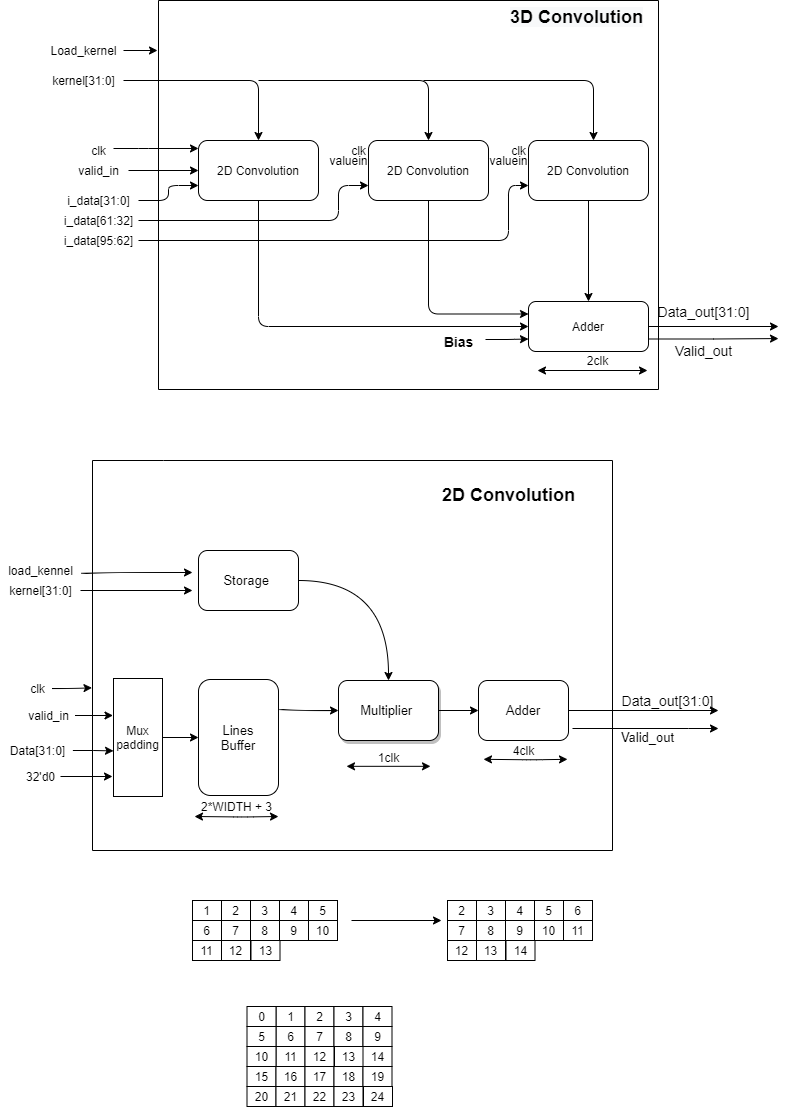 3D Convolution
Load_kernel
kernel[31:0]
clk
valid_in
i_data[31:0]
i_data[61:32]
i_data[95:62]
2D Convolution
clk
valuein
2D Convolution
clk
valuein
2D Convolution
Adder
Bias
2clk
Data_out[31:0]
Valid_out
2D Convolution
load_kennel
kernel[31:0]
Storage
clk
valid_in
Data[31:0]
32'd0
Mux
padding
Lines
Buffer
2*WIDTH + 3
Multiplier
1clk
Adder
4clk
Data_out[31:0]
Valid_out
1 2 3 4 5
6 7 8 9 10
11 12 13
2 3 4 5 6
7 8 9 10 11
12 13 14
0 1 2 3 4
5 6 7 8 9
10 11 12 13 14
15 16 17 18 19
20 21 22 23 24